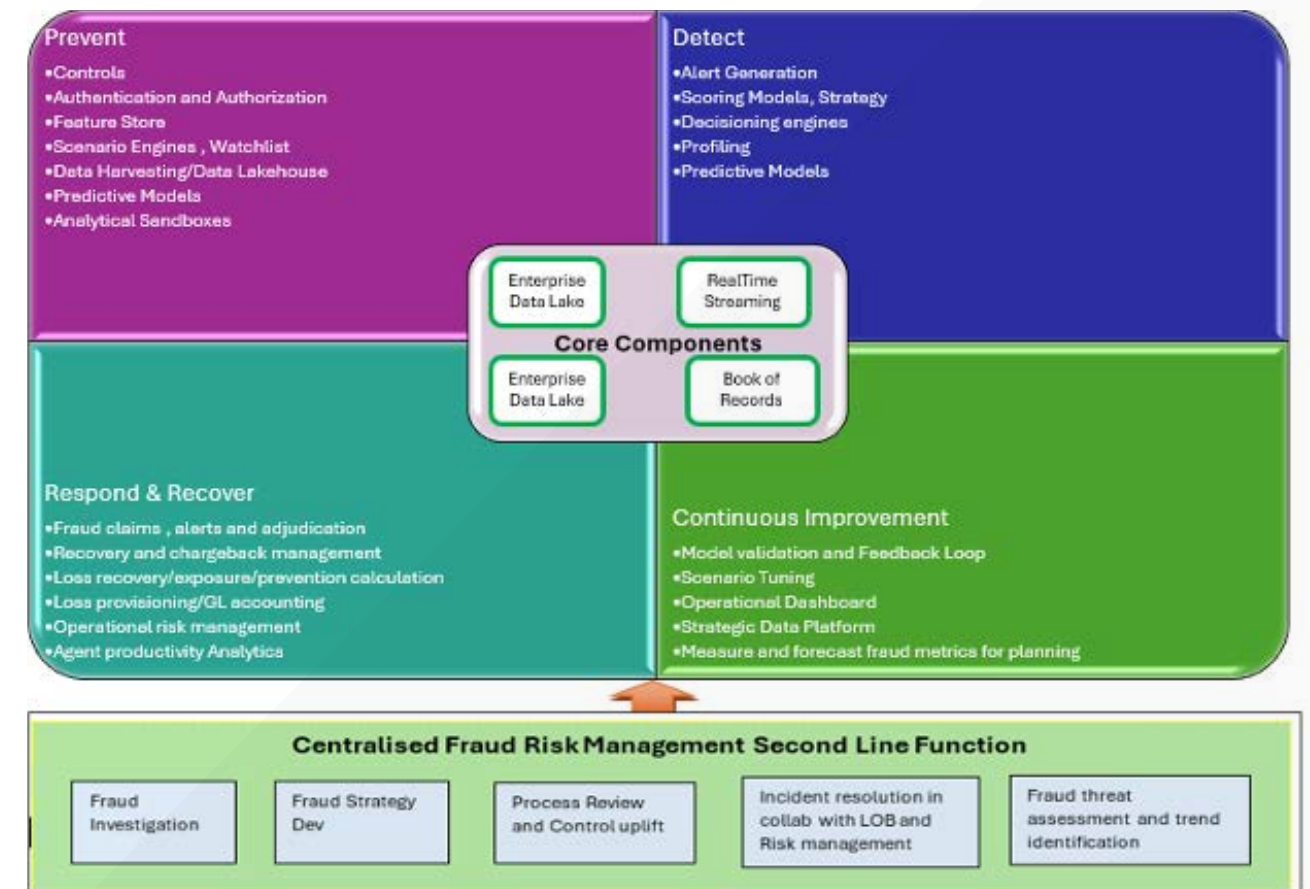 Prevent
•Controls
•Authentication and Authorization
•Feature Store
•Scenario Engines , Watchlist
•Data Harvesting/Data Lakehouse
•Predictive Models
•Analytical Sandboxes
Detect
•Alert Generation
•Scoring Models, Strategy
•Decisioning engines
•Profiling
•Predictive Models
Enterprise
Data Lake
RealTime
Streaming
Core Components
Enterprise
Data Lake
Book of
Records
Respond & Recover
•Fraud claims , alerts and adjudication
•Recovery and chargeback management
•Loss recovery/exposure/prevention calculation
•Loss provisioning/GL accounting
•Operational risk management
•Agent productivity Analytics
Continuous Improvement
•Model validation and Feedback Loop
•Scenario Tuning
•Operational Dashboard
•Strategic Data Platform
•Measure and forecast fraud metrics for planning
Centralised Fraud Risk Management Second Line Function
Fraud
Investigation
Fraud Strategy
Dev
Process Review
and Control uplift
Incident resolution in
collab with LOB and
Risk management
Fraud threat
assessment and trend
identification